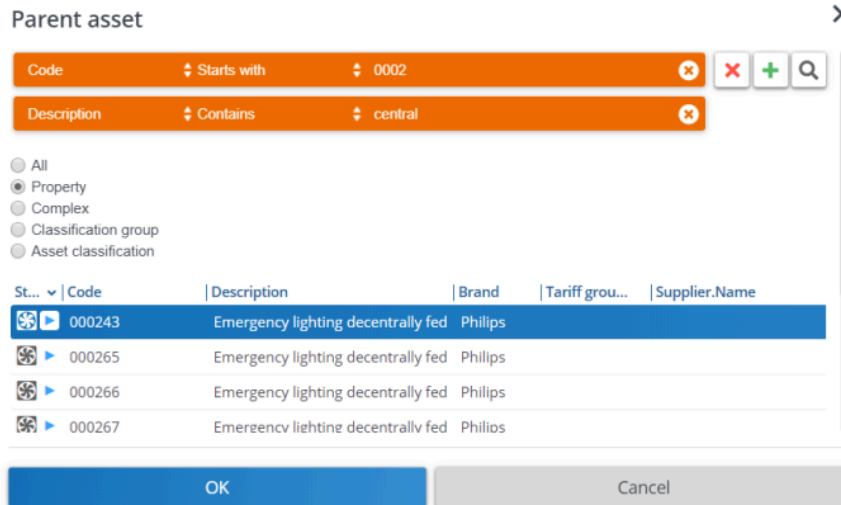 Parent asset
Code Starts with 0002
Description Contains central
All
Property
Complex
Classification group
Asset classification
St... Code Description Brand Tariff grou... Supplier.Name
000243 Emergency lighting decentrally fed Philips
000265 Emergency lighting decentrally fed Philips
000266 Emergency lighting decentrally fed Philips
000267 Emergency lighting decentrally fed Philips
OK Cancel